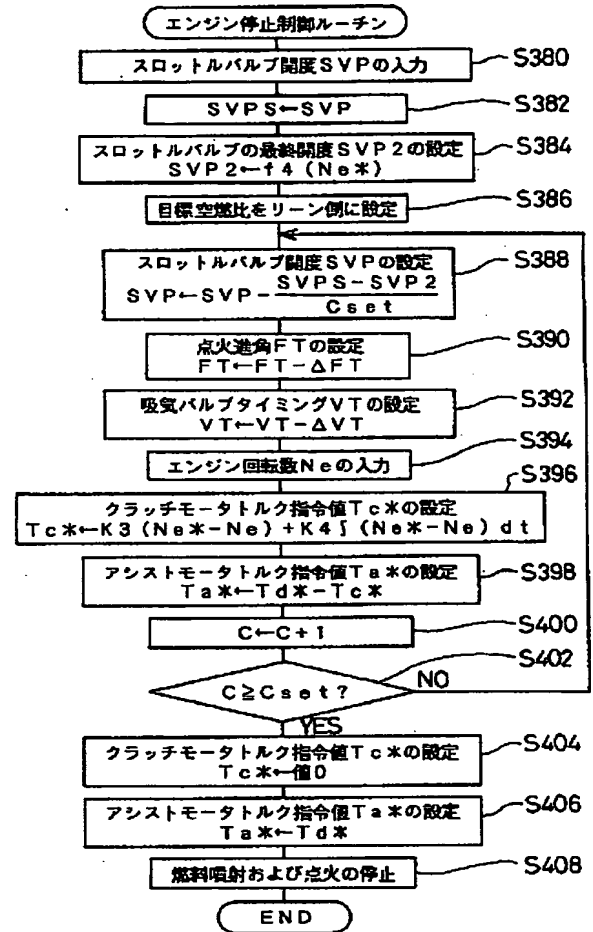 エンジン停止制御ルーチン
スロットルバルブ開度SVPの入力
S380
SVPS←SVP
S382
スロットルバルブの最終開度SVP2の設定
SVP2←f4(Ne*)
S384
目標空燃比をリーン側に設定
S386
スロットルバルブ開度SVPの設定
SVP←SVP-(SVPS-SVP2)/Cset
S388
点火進角FTの設定
FT←FT-ΔFT
S390
吸気バルブタイミングVTの設定
VT←VT-ΔVT
S392
エンジン回転数Neの入力
S394
クラッチモータトルク指令値Tc*の設定
Tc*←K3(Ne*-Ne)+K4∫(Ne*-Ne)dt
S396
アシストモータトルク指令値Ta*の設定
Ta*←Td*-Tc*
S398
C←C+1
S400
C≧Cset?
S402
NO
YES
クラッチモータトルク指令値Tc*の設定
Tc*←値0
S404
アシストモータトルク指令値Ta*の設定
Ta*←Td*
S406
燃料噴射および点火の停止
S408
END